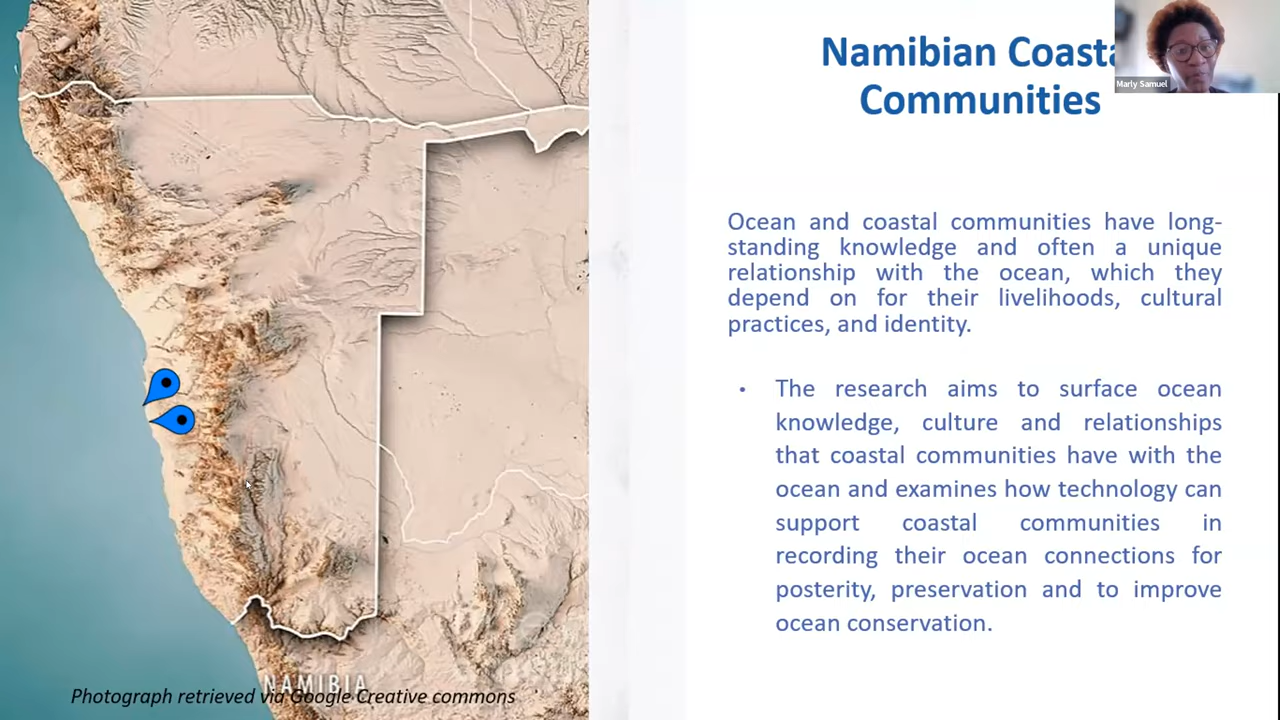 Namibian Coasta
Communities
Marly Samuel
Ocean and coastal communities have long-
standing knowledge and often a unique
relationship with the ocean, which they
depend on for their livelihoods, cultural
practices, and identity.
• The research aims to surface ocean
knowledge, culture and relationships
that coastal communities have with the
ocean and examines how technology can
support coastal communities in
recording their ocean connections for
posterity, preservation and to improve
ocean conservation.
NAMIBIA
Photograph retrieved via Google Creative commons